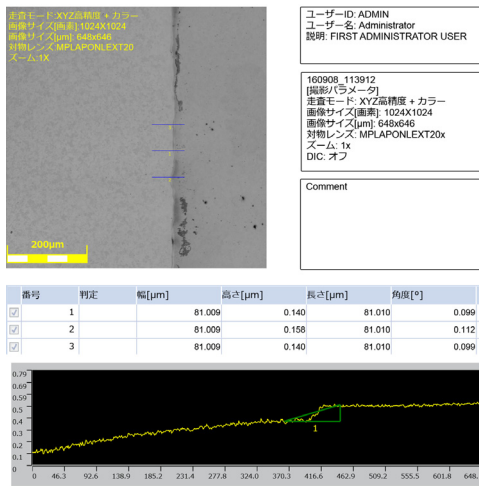 走査モード:XYZ高精度 + カラー
画像サイズ[画素]:1024X1024
画像サイズ[μm]: 648x646
対物レンズ:MPLAPONLEXT20X
ズーム:1X
200μm
ユーザーID: ADMIN
ユーザー名: Administrator
説明: FIRST ADMINISTRATOR USER
160908_113912
[撮影パラメータ]
走査モード: XYZ高精度 + カラー
画像サイズ[画素]: 1024X1024
画像サイズ[μm]: 648x646
対物レンズ: MPLAPONLEXT20x
ズーム: 1x
DIC: オフ
Comment
番号 判定 幅[μm] 高さ[μm] 長さ[μm] 角度[º]
1 81.009 0.140 81.010 0.099
2 81.009 0.158 81.010 0.112
3 81.009 0.140 81.010 0.099
0.79
0.69
0.59
0.5
0.4
0.3
0.2
0.1
0
1
0 46.3 92.6 138.9 185.2 231.4 277.8 324.0 370.3 416.6 462.9 509.2 555.5 601.8 648.